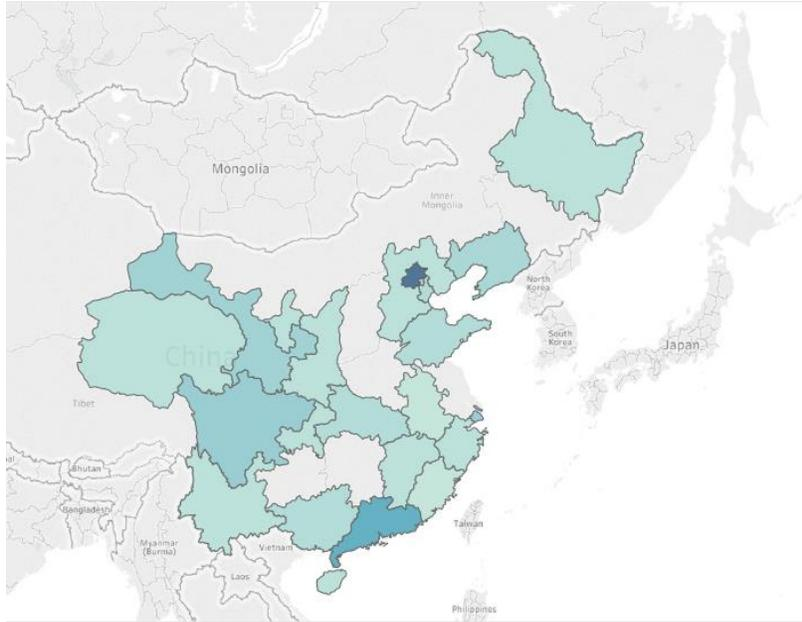 Mongolia
Inner
Mongolia
North
Korea
South
Korea
Japan
China
Tibet
Bhutan
Bangladesh
Taiwan
Myanmar
(Burma)
Vietnam
Laos
Philippines